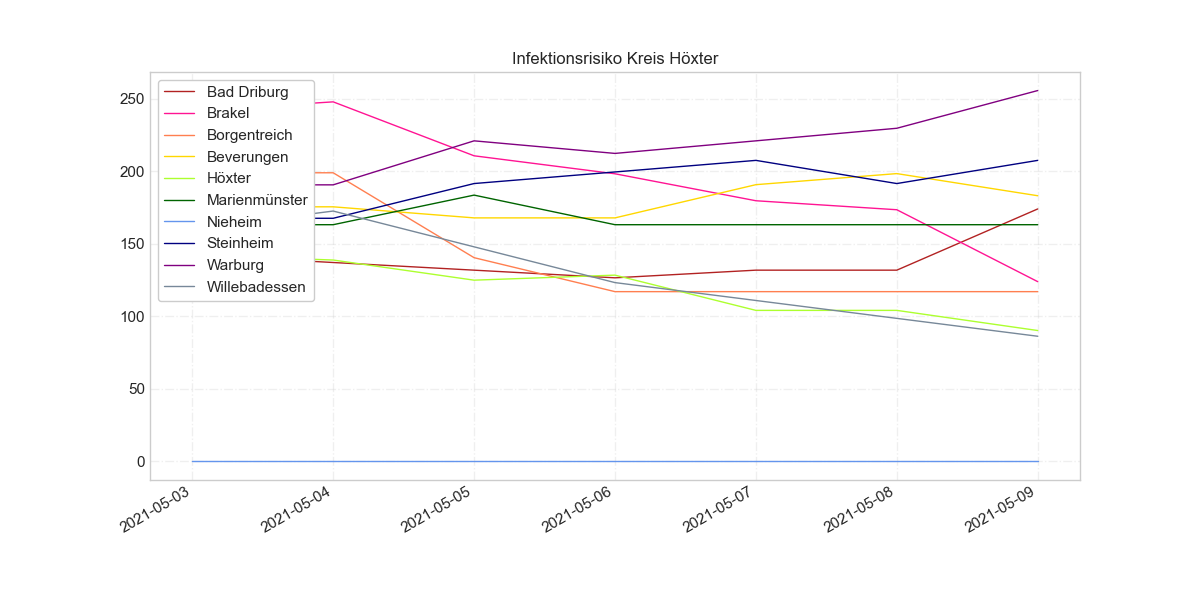 Infektionsrisiko Kreis Höxter
250
200
150
100
50
0
Bad Driburg
Brakel
Borgentreich
Beverungen
Höxter
Marienmünster
Nieheim
Steinheim
Warburg
Willebadessen
2021-05-03
2021-05-04
2021-05-05
2021-05-06
2021-05-07
2021-05-08
2021-05-09